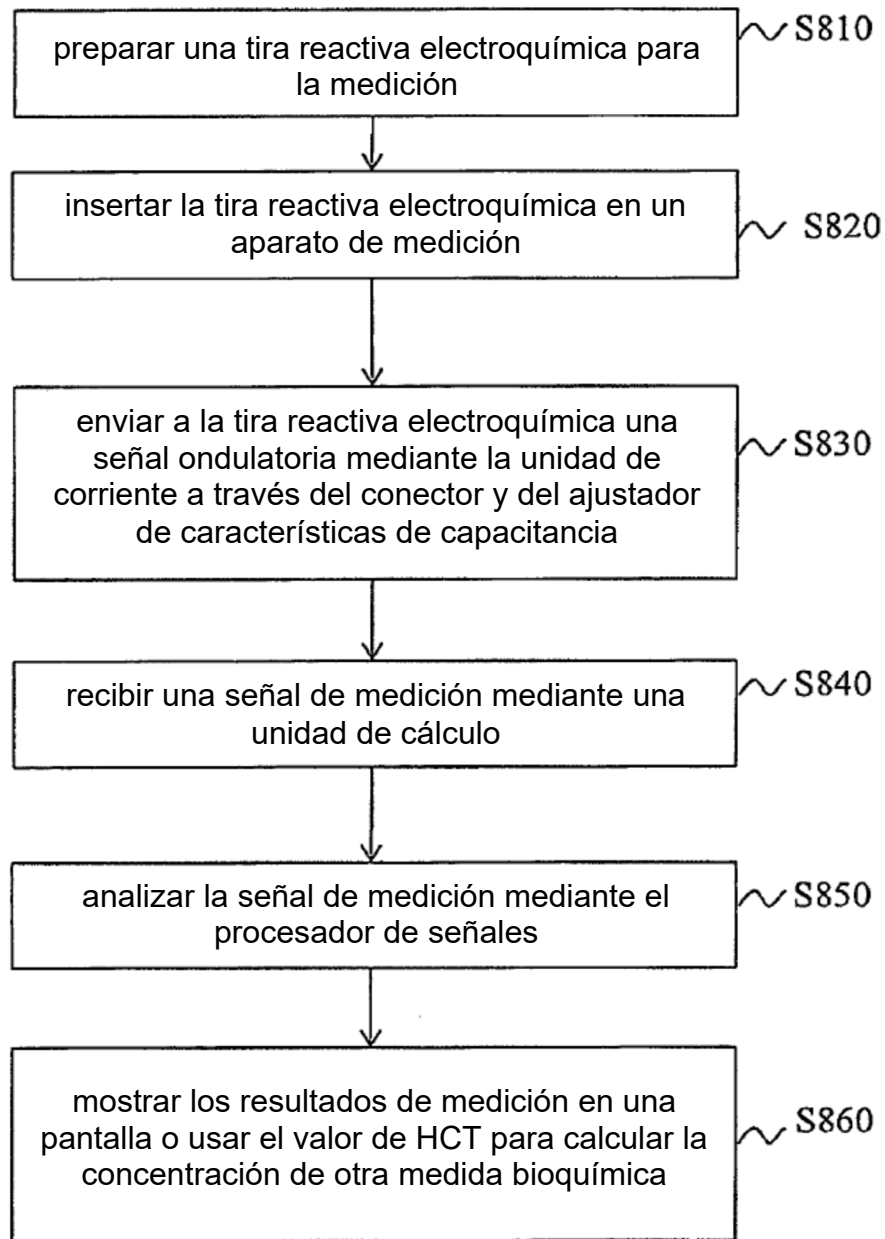 preparar una tira reactiva electroquímica para
la medición
S810
insertar la tira reactiva electroquímica en un
aparato de medición
S820
enviar a la tira reactiva electroquímica una
señal ondulatoria mediante la unidad de
corriente a través del conector y del ajustador
de características de capacitancia
S830
recibir una señal de medición mediante una
unidad de cálculo
S840
analizar la señal de medición mediante el
procesador de señales
S850
mostrar los resultados de medición en una
pantalla o usar el valor de HCT para calcular la
concentración de otra medida bioquímica
S860